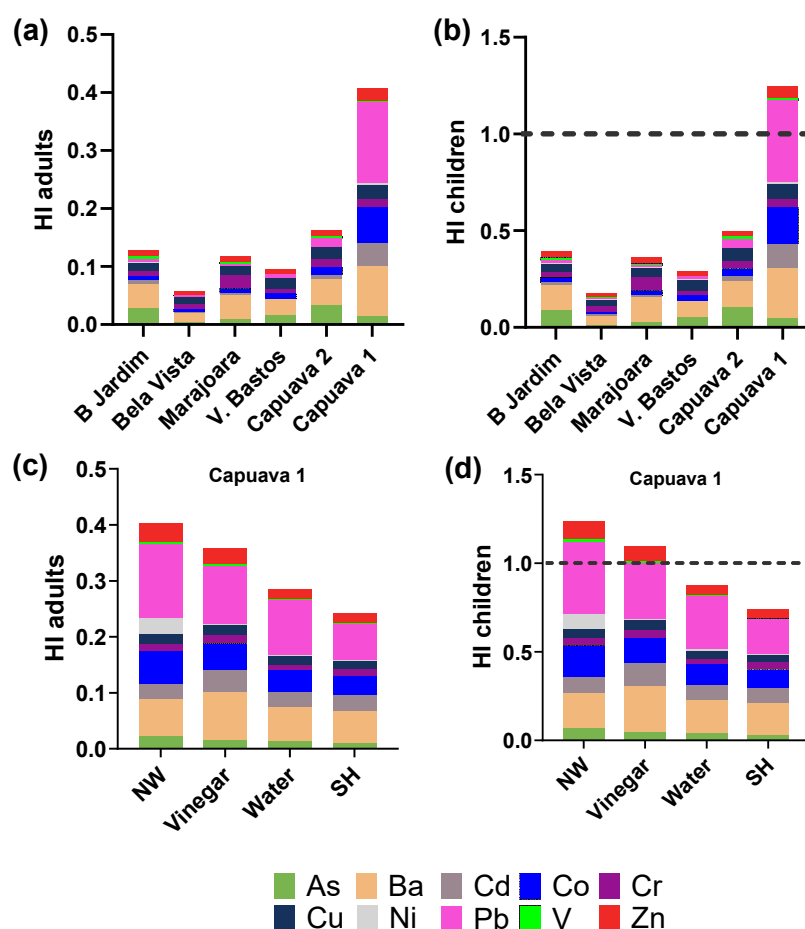 (a)
HI adults
0.5
0.4
0.3
0.2
0.1
0.0
B Jardim
Bela Vista
Marajoara
V. Bastos
Capuava 2
Capuava 1
(b)
HI children
1.5
1.0
0.5
0.0
B Jardim
Bela Vista
Marajoara
V. Bastos
Capuava 2
Capuava 1
(c)
Capuava 1
HI adults
0.5
0.4
0.3
0.2
0.1
0.0
NW
Vinegar
Water
SH
(d)
Capuava 1
HI children
1.5
1.0
0.5
0.0
NW
Vinegar
Water
SH
As Ba Cd Co Cr
Cu Ni Pb V Zn